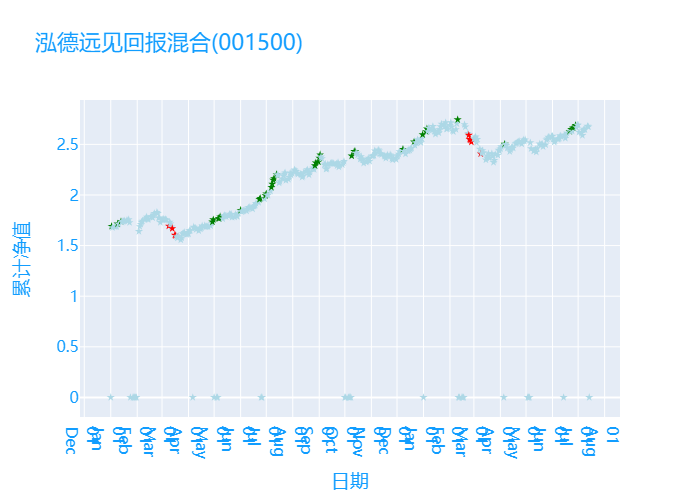 泓德远见回报混合(001500)
累计净值
2.5
2
1.5
1
0.5
0
Dec
Jan
Feb
Mar
Apr
May
Jun
Jul
Aug
Sep
Oct
Nov
Dec
Jan
Feb
Mar
Apr
May
Jun
Jul
Aug
01
日期